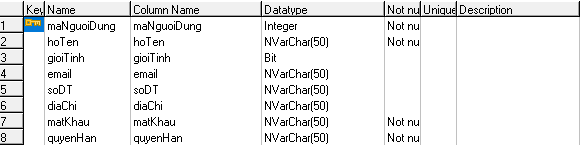 Key Name Column Name Datatype Not nu Unique Description
1 maNguoiDung maNguoiDung Integer Not nu
2 hoTen hoTen NVarChar(50) Not nu
3 gioiTinh gioiTinh Bit
4 email email NVarChar(50)
5 soDT soDT NVarChar(50)
6 diaChi diaChi NVarChar(50)
7 matKhau matKhau NVarChar(50) Not nu
8 quyenHan quyenHan NVarChar(50) Not nu